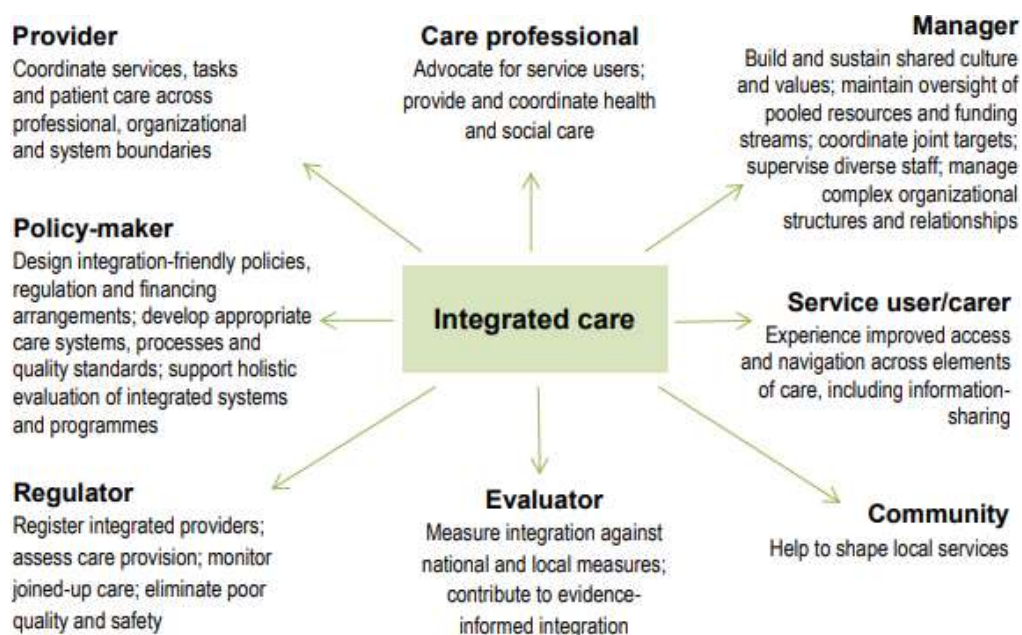 Provider
Coordinate services, tasks
and patient care across
professional, organizational
and system boundaries
Care professional
Advocate for service users;
provide and coordinate health
and social care
Manager
Build and sustain shared culture
and values; maintain oversight of
pooled resources and funding
streams; coordinate joint targets;
supervise diverse staff; manage
complex organizational
structures and relationships
Policy-maker
Design integration-friendly policies,
regulation and financing
arrangements; develop appropriate
care systems, processes and
quality standards; support holistic
evaluation of integrated systems
and programmes
Integrated care
Service user/carer
Experience improved access
and navigation across elements
of care, including information-
sharing
Regulator
Register integrated providers;
assess care provision; monitor
joined-up care; eliminate poor
quality and safety
Evaluator
Measure integration against
national and local measures;
contribute to evidence-
informed integration
Community
Help to shape local services